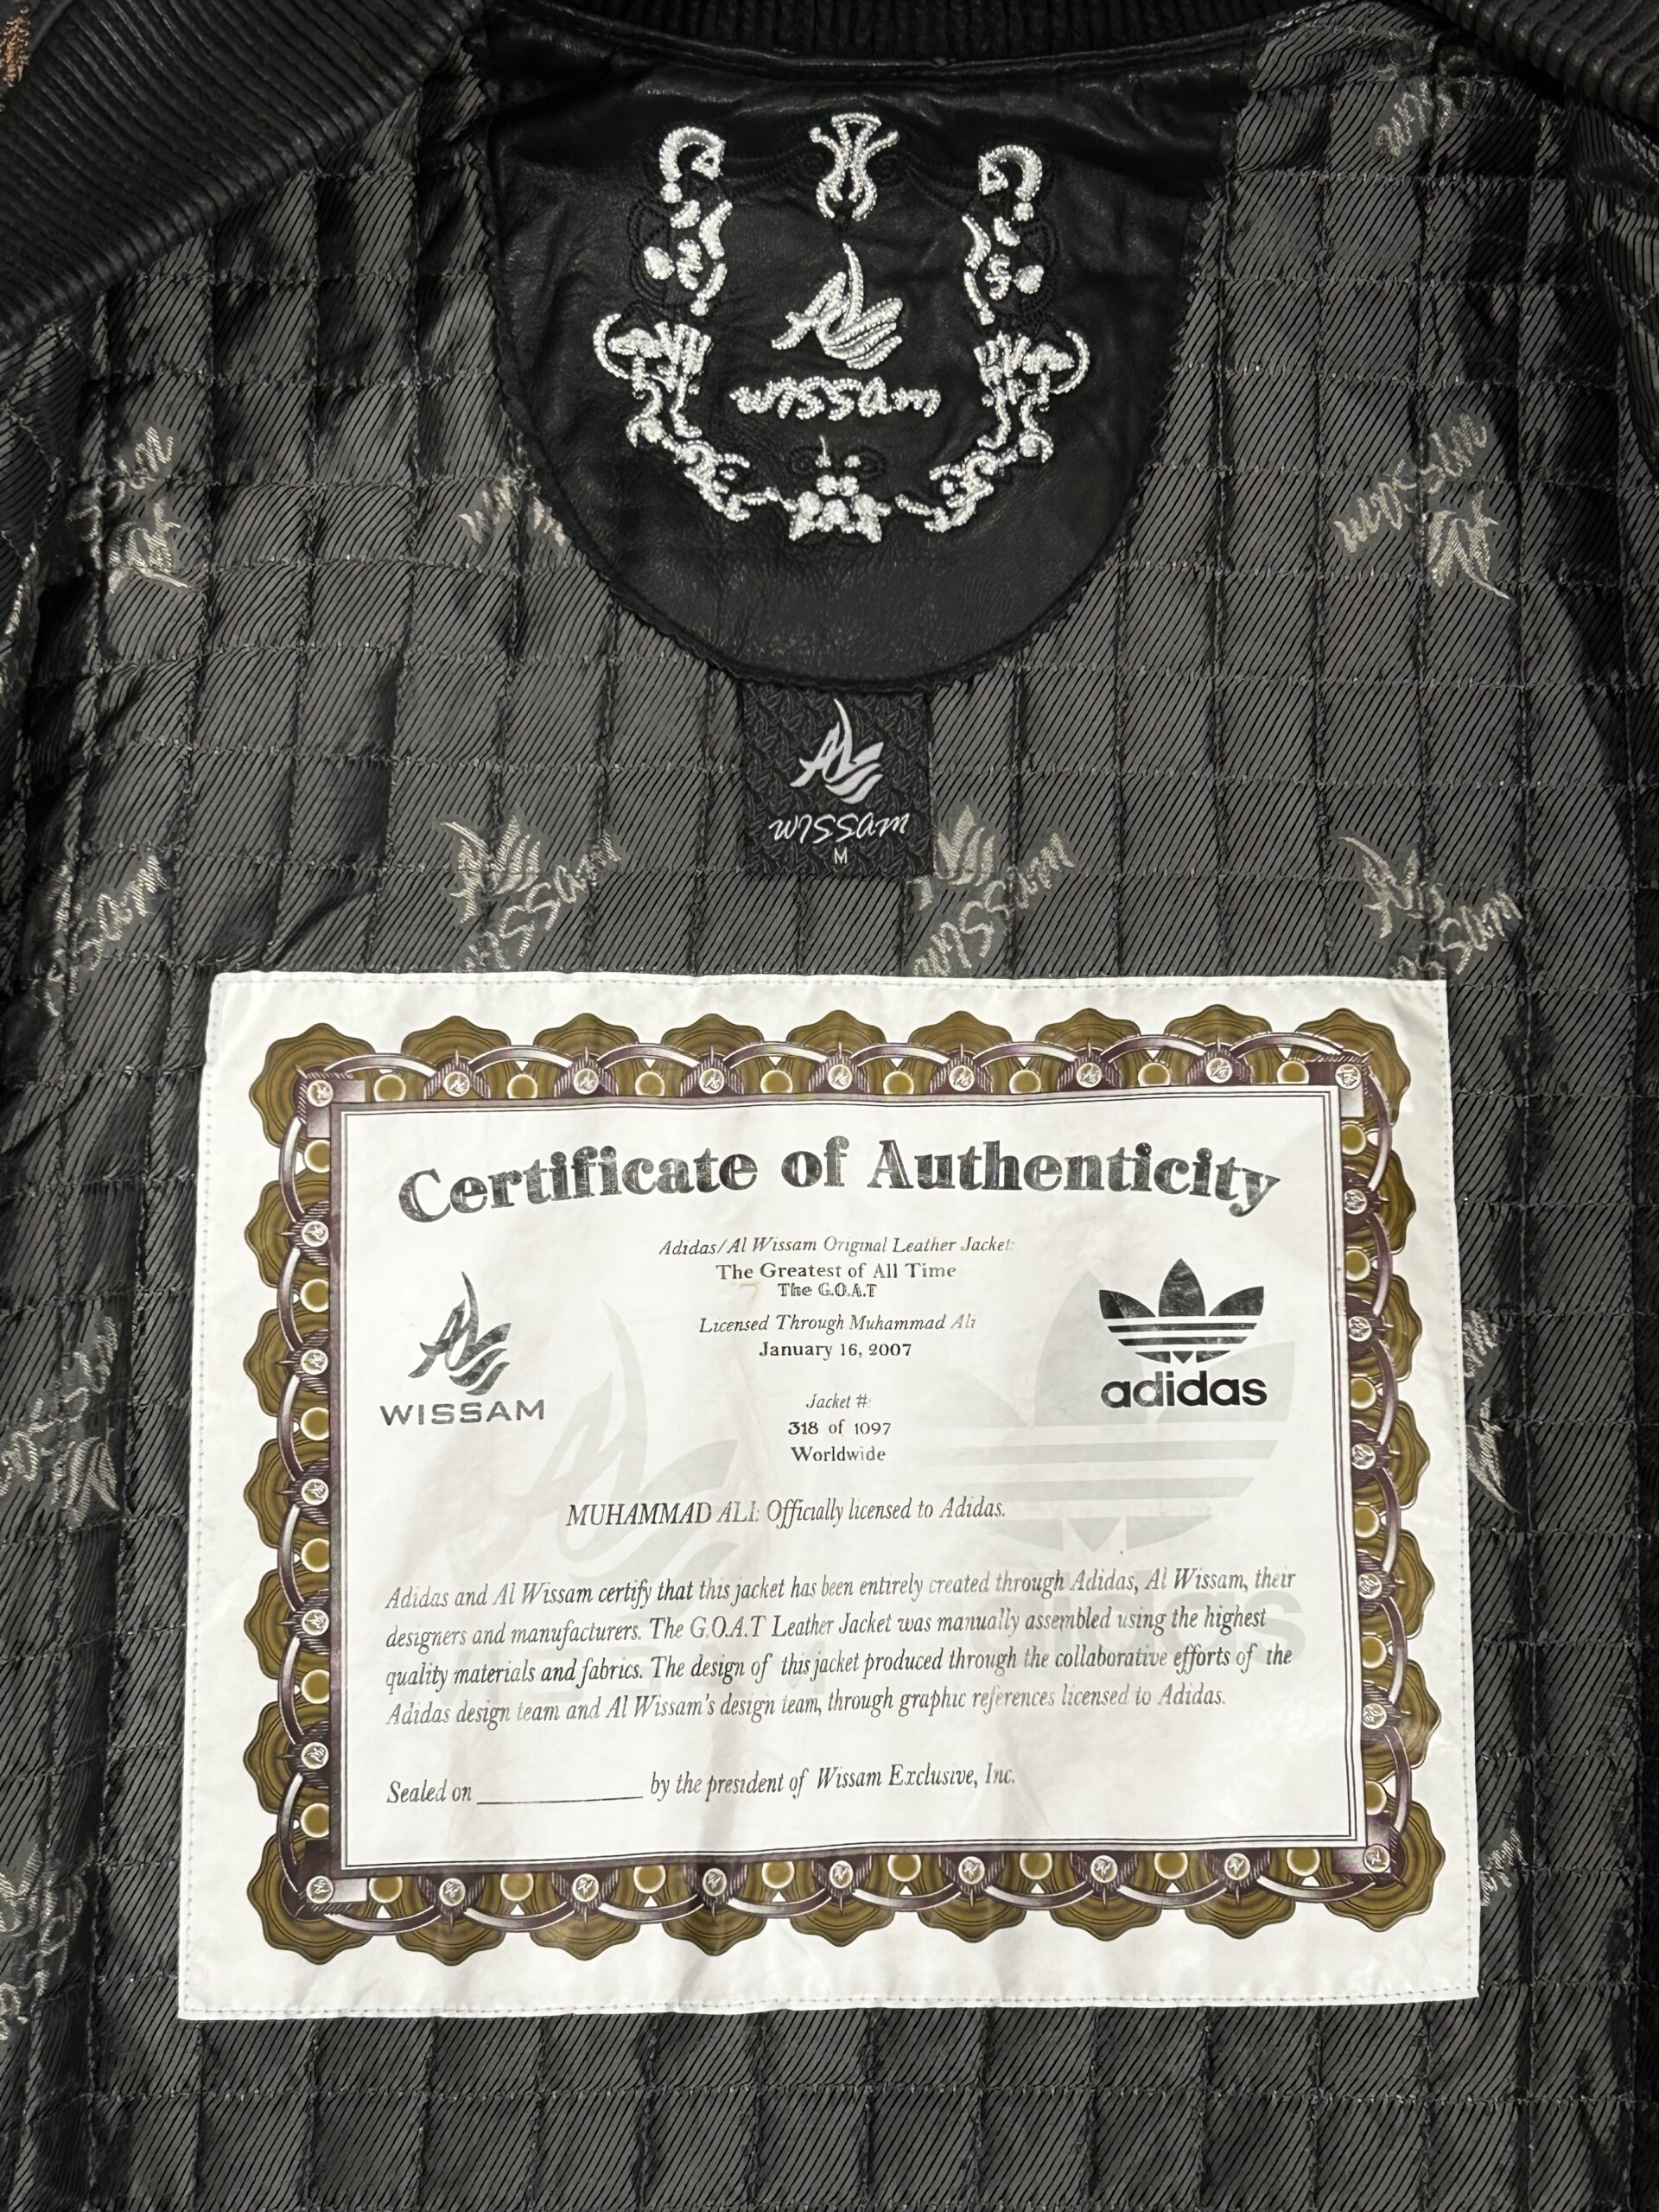 wissam
wissam
M
Certificate of Authenticity
Adidas/Al Wissam Original Leather Jacket:
The Greatest of All Time
The G.O.A.T
Licensed Through Muhammad Ali
January 16, 2007
WISSAM
adidas
Jacket #:
318 of 1097
Worldwide
MUHAMMAD ALI: Officially licensed to Adidas.
Adidas and Al Wissam certify that this jacket has been entirely created through Adidas, Al Wissam, their
designers and manufacturers. The G.O.A.T Leather Jacket was manually assembled using the highest
quality materials and fabrics. The design of this jacket produced through the collaborative efforts of the
Adidas design team and Al Wissam's design team, through graphic references licensed to Adidas.
Sealed on ____________ by the president of Wissam Exclusive, Inc.